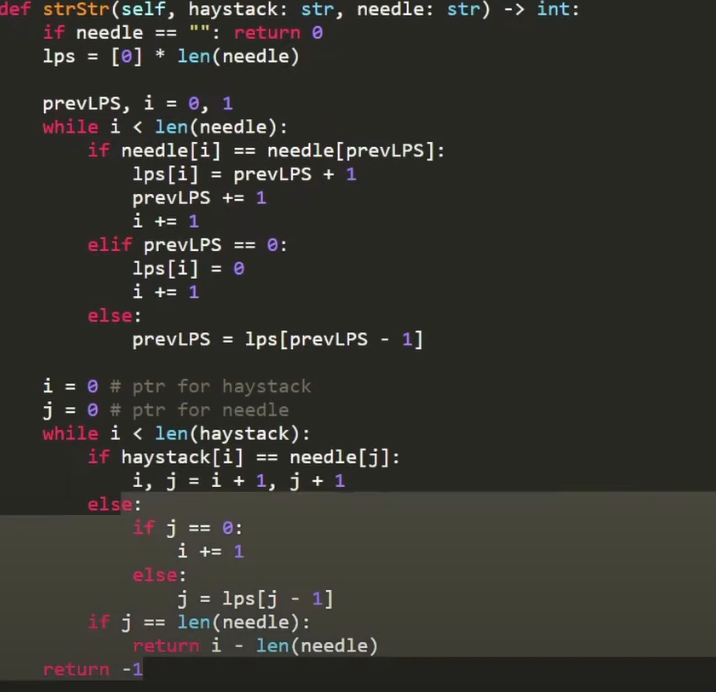 def strStr(self, haystack: str, needle: str) -> int:
    if needle == "": return 0
    lps = [0] * len(needle)

    prevLPS, i = 0, 1
    while i < len(needle):
        if needle[i] == needle[prevLPS]:
            lps[i] = prevLPS + 1
            prevLPS += 1
            i += 1
        elif prevLPS == 0:
            lps[i] = 0
            i += 1
        else:
            prevLPS = lps[prevLPS - 1]

    i = 0 # ptr for haystack
    j = 0 # ptr for needle
    while i < len(haystack):
        if haystack[i] == needle[j]:
            i, j = i + 1, j + 1
        else:
            if j == 0:
                i += 1
            else:
                j = lps[j - 1]
        if j == len(needle):
            return i - len(needle)
    return -1